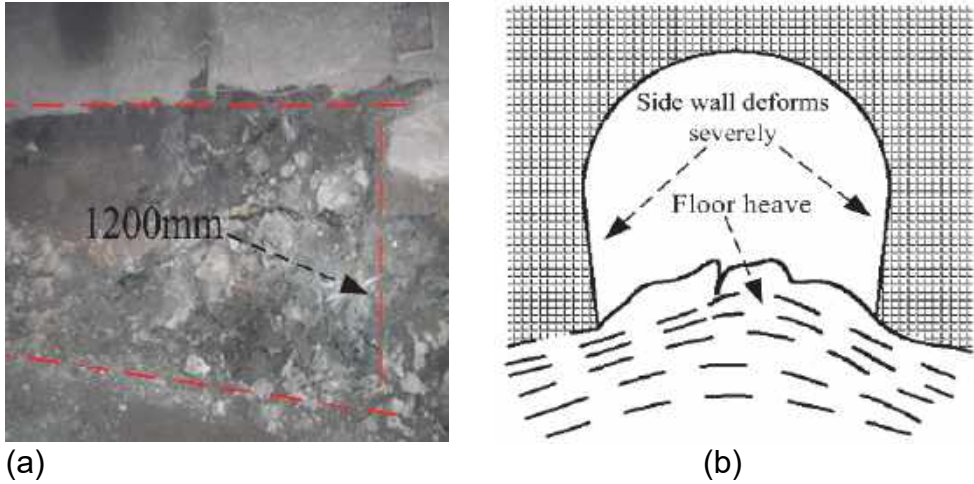 1200mm
Side wall deforms
severely
Floor heave
(a)
(b)